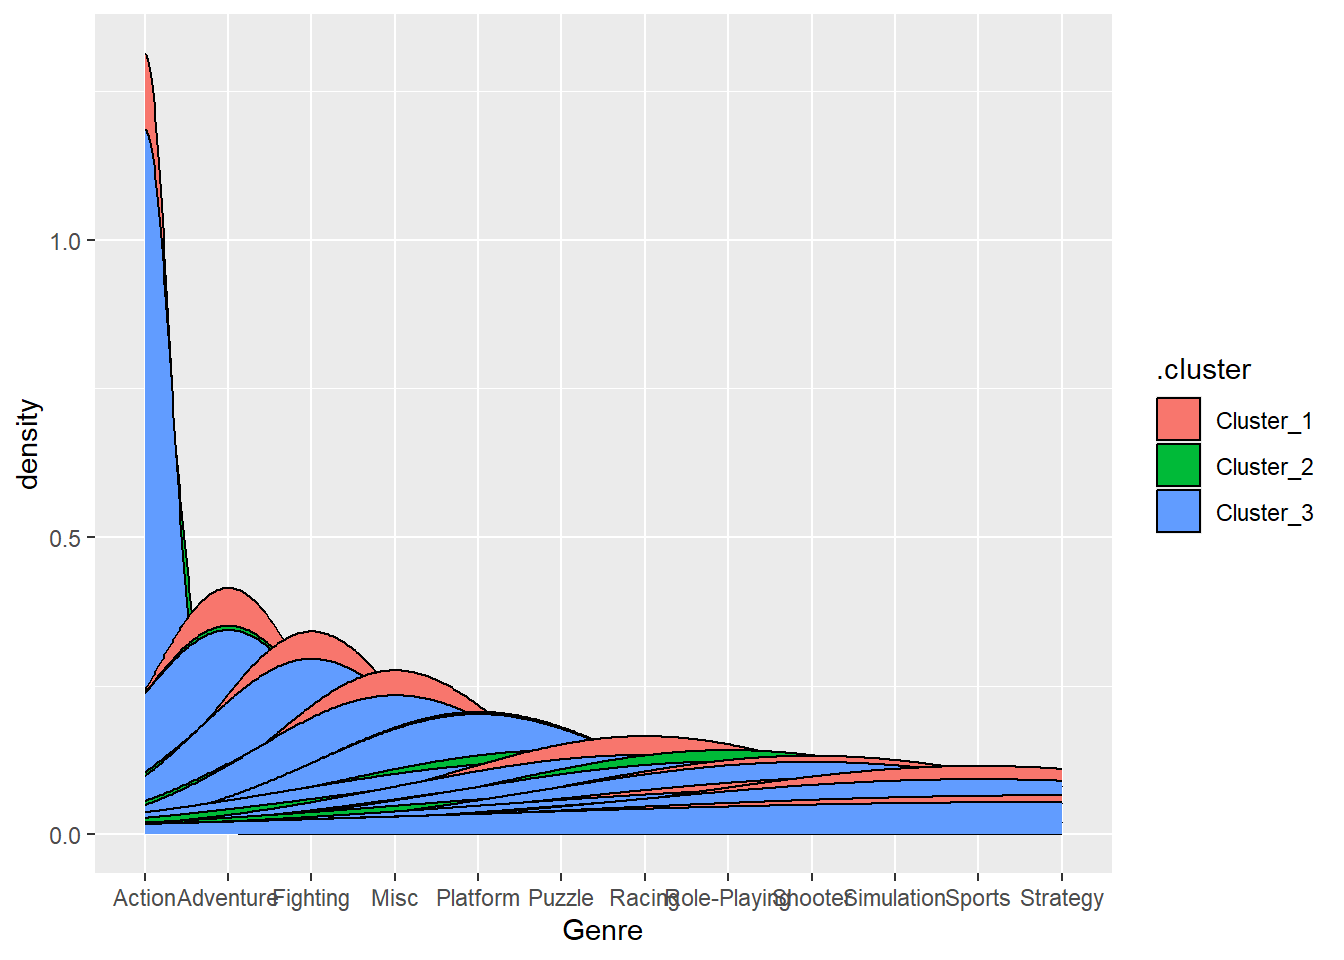 1.0
0.5
0.0
density
Action Adventure Fighting Misc Platform Puzzle Racing Role-Playing Shooter Simulation Sports Strategy
Genre
.cluster
Cluster_1
Cluster_2
Cluster_3